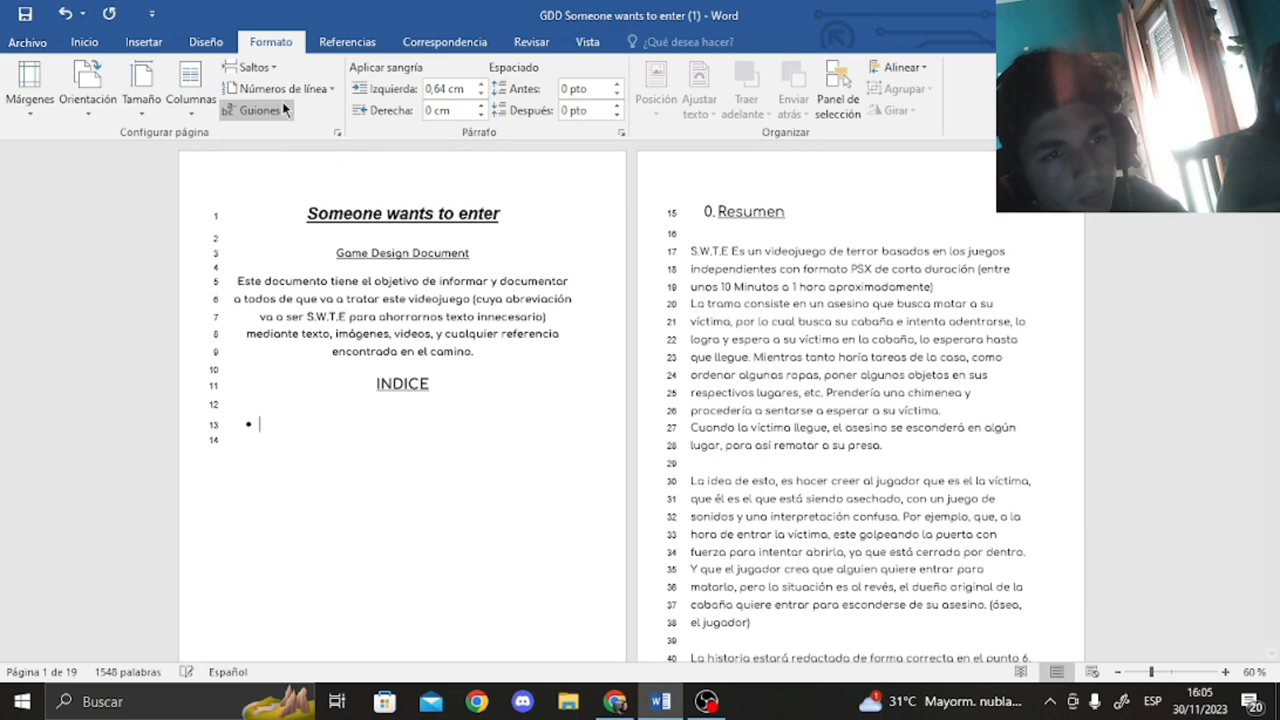 GDD Someone wants to enter (1) - Word
Archivo Inicio Insertar Diseño Formato Referencias Correspondencia Revisar Vista ¿Qué desea hacer?
Saltos Aplicar sangría Espaciado Alinear
Números de línea Izquierda: 0,64 cm Antes: 0 pto Agrupar
Márgenes Orientación Tamaño Columnas Guiones Derecha: 0 cm Después: 0 pto Posición Ajustar texto Traer adelante Enviar atrás Panel de selección Girar
Configurar página Párrafo Organizar
1 Someone wants to enter
2
3 Game Design Document
4
5 Este documento tiene el objetivo de informar y documentar
6 a todos de que va a tratar este videojuego (cuya abreviación
7 va a ser S.W.T.E para ahorrarnos texto innecesario)
8 mediante texto, imágenes, videos, y cualquier referencia
9 encontrada en el camino.
10
11 INDICE
12
13 •
14
15 0. Resumen
16
17 S.W.T.E Es un videojuego de terror basados en los juegos
18 independientes con formato PSX de corta duración (entre
19 unos 10 Minutos a 1 hora aproximadamente)
20 La trama consiste en un asesino que busca matar a su
21 víctima, por lo cual busca su cabaña e intenta adentrarse, lo
22 logra y espera a su víctima en la cabaña, lo esperara hasta
23 que llegue. Mientras tanto haría tareas de la casa, como
24 ordenar algunas ropas, poner algunos objetos en sus
25 respectivos lugares, etc. Prendería una chimenea y
26 procedería a sentarse a esperar a su víctima.
27 Cuando la víctima llegue, el asesino se esconderá en algún
28 lugar, para así rematar a su presa.
29
30 La idea de esto, es hacer creer al jugador que es el la víctima,
31 que él es el que está siendo asechado, con un juego de
32 sonidos y una interpretación confusa. Por ejemplo, que, a la
33 hora de entrar la víctima, este golpeando la puerta con
34 fuerza para intentar abrirla, ya que está cerrada por dentro.
35 Y que el jugador crea que alguien quiere entrar para
36 matarlo, pero la situación es al revés, el dueño original de la
37 cabaña quiere entrar para esconderse de su asesino. (ósea,
38 el jugador)
39
40 La historia estará redactada de forma correcta en el punto 6.
Página 1 de 19 1548 palabras Español 60 %
Buscar 31°C Mayorm. nubla... ESP 16:05
30/11/2023 20